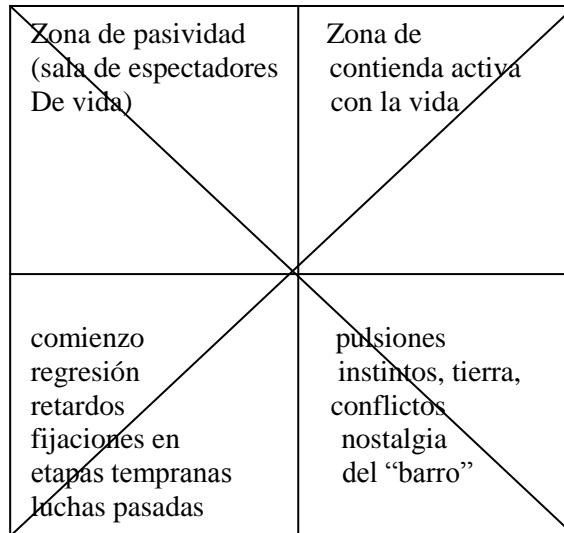 Zona de pasividad
(sala de espectadores
De vida)
Zona de
contienda activa
con la vida
comienzo
regresión
retardos
fijaciones en
etapas tempranas
luchas pasadas
pulsiones
instintos, tierra,
conflictos
nostalgia
del “barro”